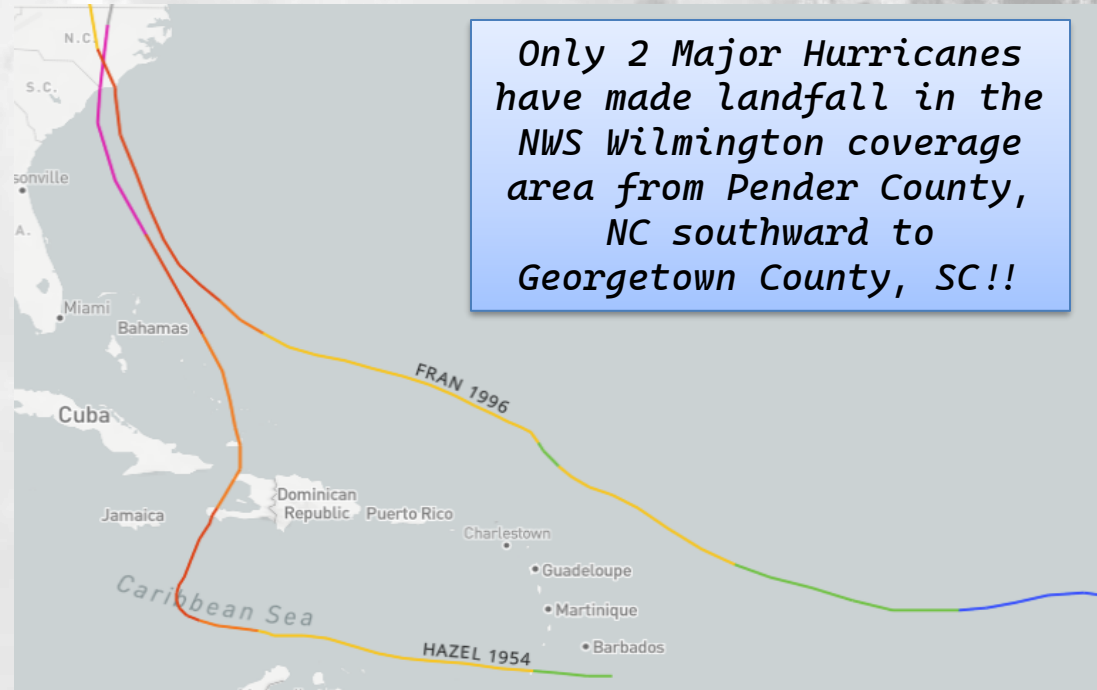 Only 2 Major Hurricanes
have made landfall in the
NWS Wilmington coverage
area from Pender County,
NC southward to
Georgetown County, SC!!
N.C.
S.C.
sonville
A.
Miami
Bahamas
FRAN 1996
Cuba
Dominican
Republic
Puerto Rico
Jamaica
Charlestown
Guadeloupe
Caribbean Sea
Martinique
Barbados
HAZEL 1954